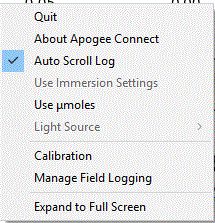 Quit
About Apogee Connect
Auto Scroll Log
Use Immersion Settings
Use µmoles
Light Source
Calibration
Manage Field Logging
Expand to Full Screen